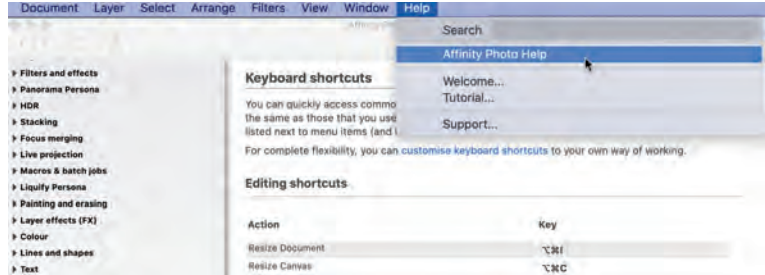 Document Layer Select Arrange Filters View Window Help
Search
Affinity Photo Help
Welcome...
Tutorial...
Support...
Filters and effects
Panorama Persona
HDR
Stacking
Focus merging
Live projection
Macros & batch jobs
Liquify Persona
Painting and erasing
Layer effects (FX)
Colour
Lines and shapes
Text
Keyboard shortcuts
You can quickly access commo
the same as those that you use
listed next to menu items (and
For complete flexibility, you can customise keyboard shortcuts to your own way of working.
Editing shortcuts
Action Key
Resize Document ⌥⌘I
Resize Canvas ⌥⌘C